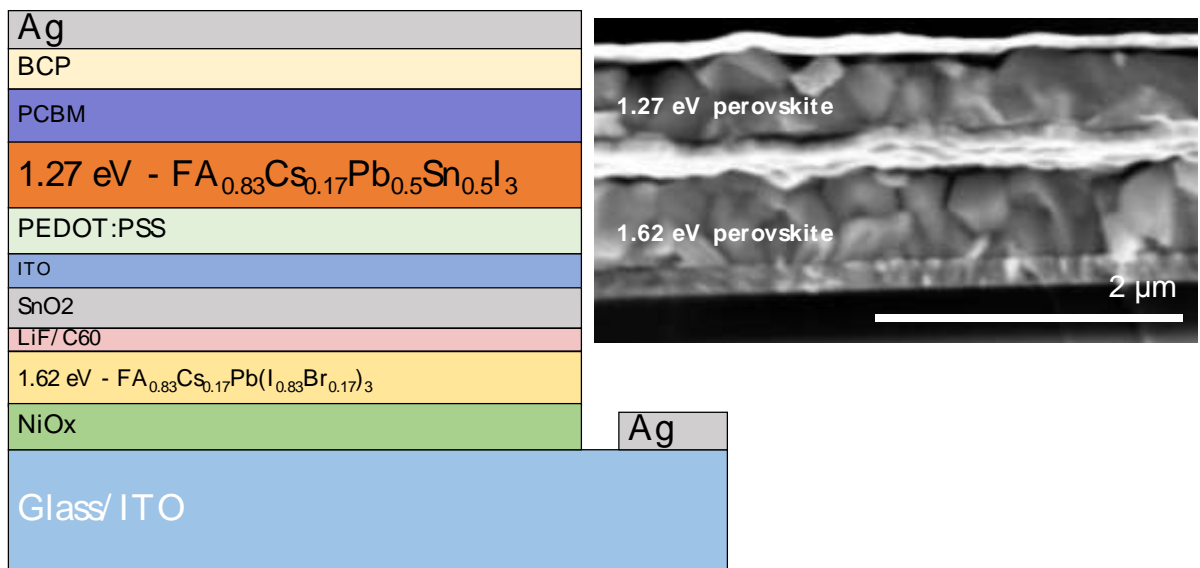 Ag
BCP
PCBM
1.27 eV - FA0.83Cs0.17Pb0.5Sn0.5I3
PEDOT:PSS
ITO
SnO2
LiF/C60
1.62 eV - FA0.83Cs0.17Pb(I0.83Br0.17)3
NiOx
Ag
Glass/ITO
1.27 eV perovskite
1.62 eV perovskite
2 µm